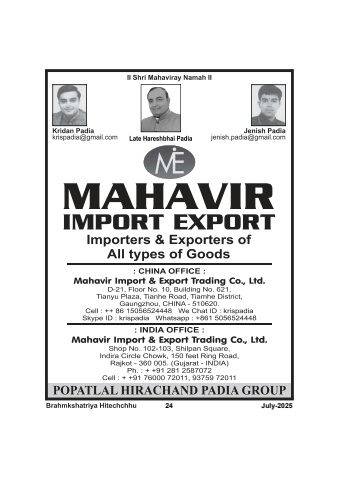 II Shri Mahaviray Namah II
Kridan Padia
krispadia@gmail.com
Late Hareshbhai Padia
Jenish Padia
jenish.padia@gmail.com
MIE
MAHAVIR
IMPORT EXPORT
Importers & Exporters of
All types of Goods
: CHINA OFFICE :
Mahavir Import & Export Trading Co., Ltd.
D-21, Floor No. 10, Building No. 621,
Tianyu Plaza, Tianhe Road, Tiamhe District,
Gaungzhou, CHINA - 510620.
Cell : ++ 86 15056524448 We Chat ID : krispadia
Skype ID : krispadia Whatsapp : +861 5056524448
: INDIA OFFICE :
Mahavir Import & Export Trading Co., Ltd.
Shop No. 102-103, Shilpan Square,
Indira Circle Chowk, 150 feet Ring Road,
Rajkot - 360 005. (Gujarat - INDIA)
Ph. : + +91 281 2587072
Cell : + +91 76000 72011, 93759 72011
POPATLAL HIRACHAND PADIA GROUP
Brahmkshatriya Hitechchhu 24 July-2025